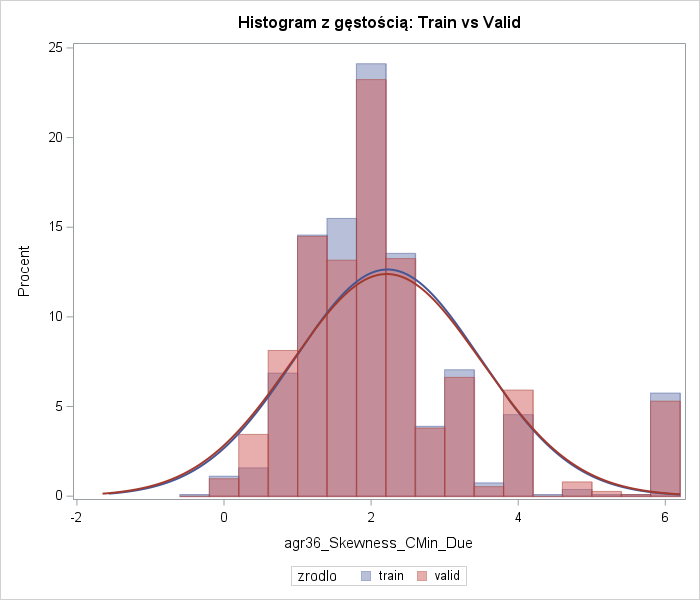 Histogram z gęstością: Train vs Valid
25
20
15
10
5
0
Procent
-2 0 2 4 6
agr36_Skewness_CMin_Due
zrodlo train valid